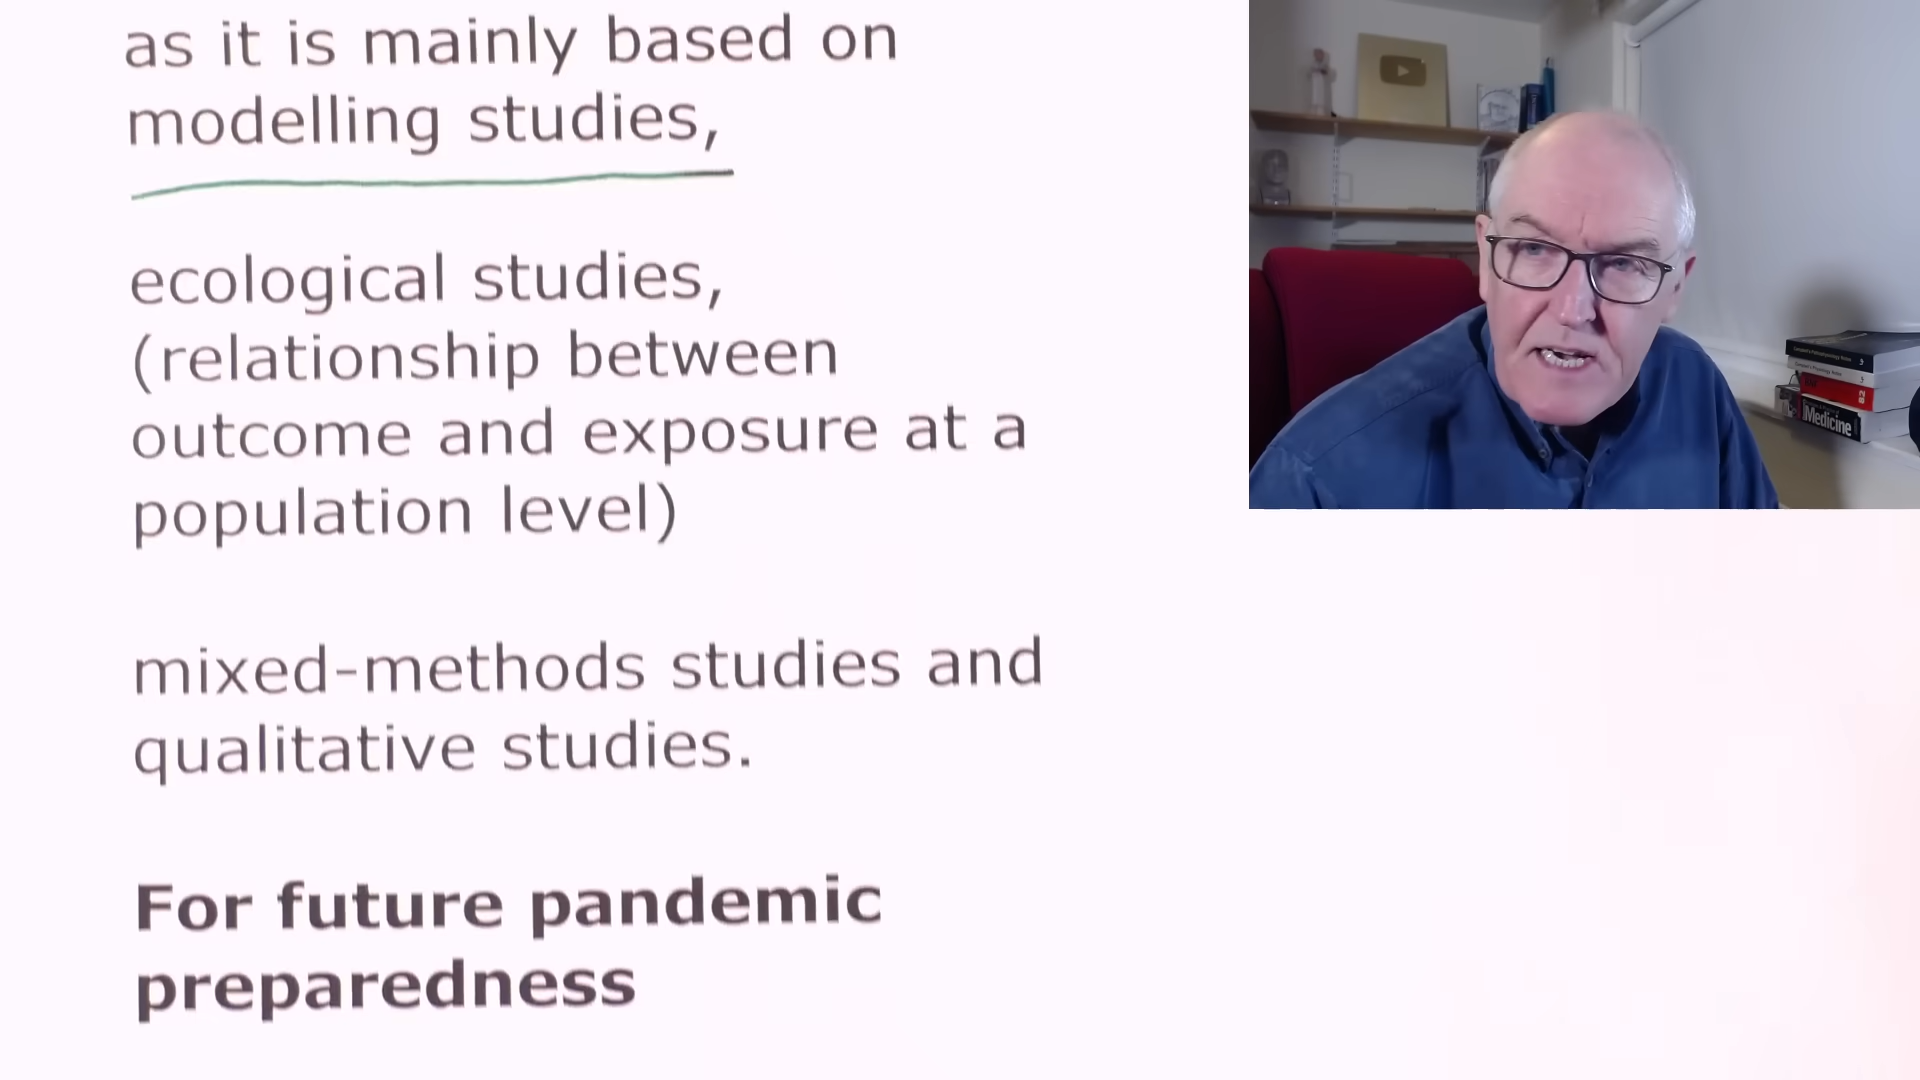 as it is mainly based on
modelling studies,
ecological studies,
(relationship between
outcome and exposure at a
population level)
mixed-methods studies and
qualitative studies.
For future pandemic
preparedness
Medicine